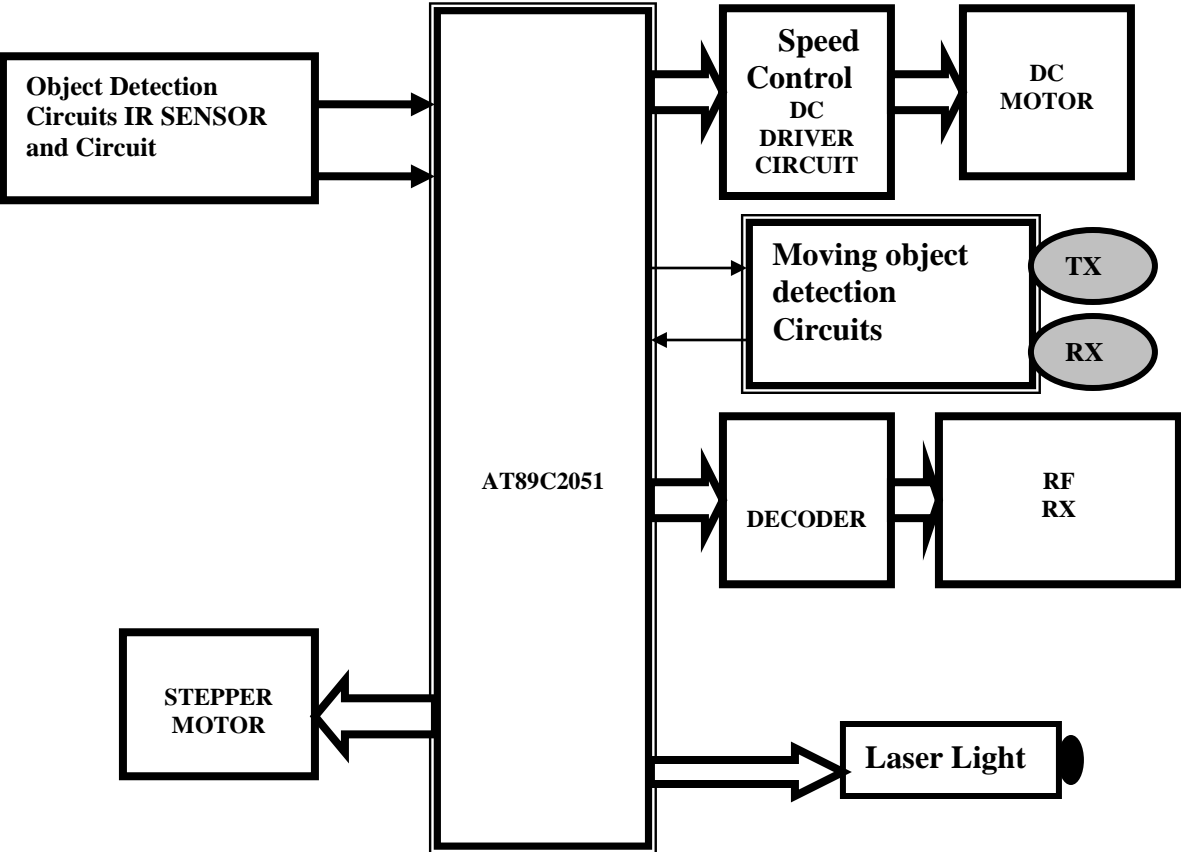 Object Detection
Circuits IR SENSOR
and Circuit
AT89C2051
Speed
Control
DC
DRIVER
CIRCUIT
DC
MOTOR
Moving object
detection
Circuits
TX
RX
DECODER
RF
RX
STEPPER
MOTOR
Laser Light